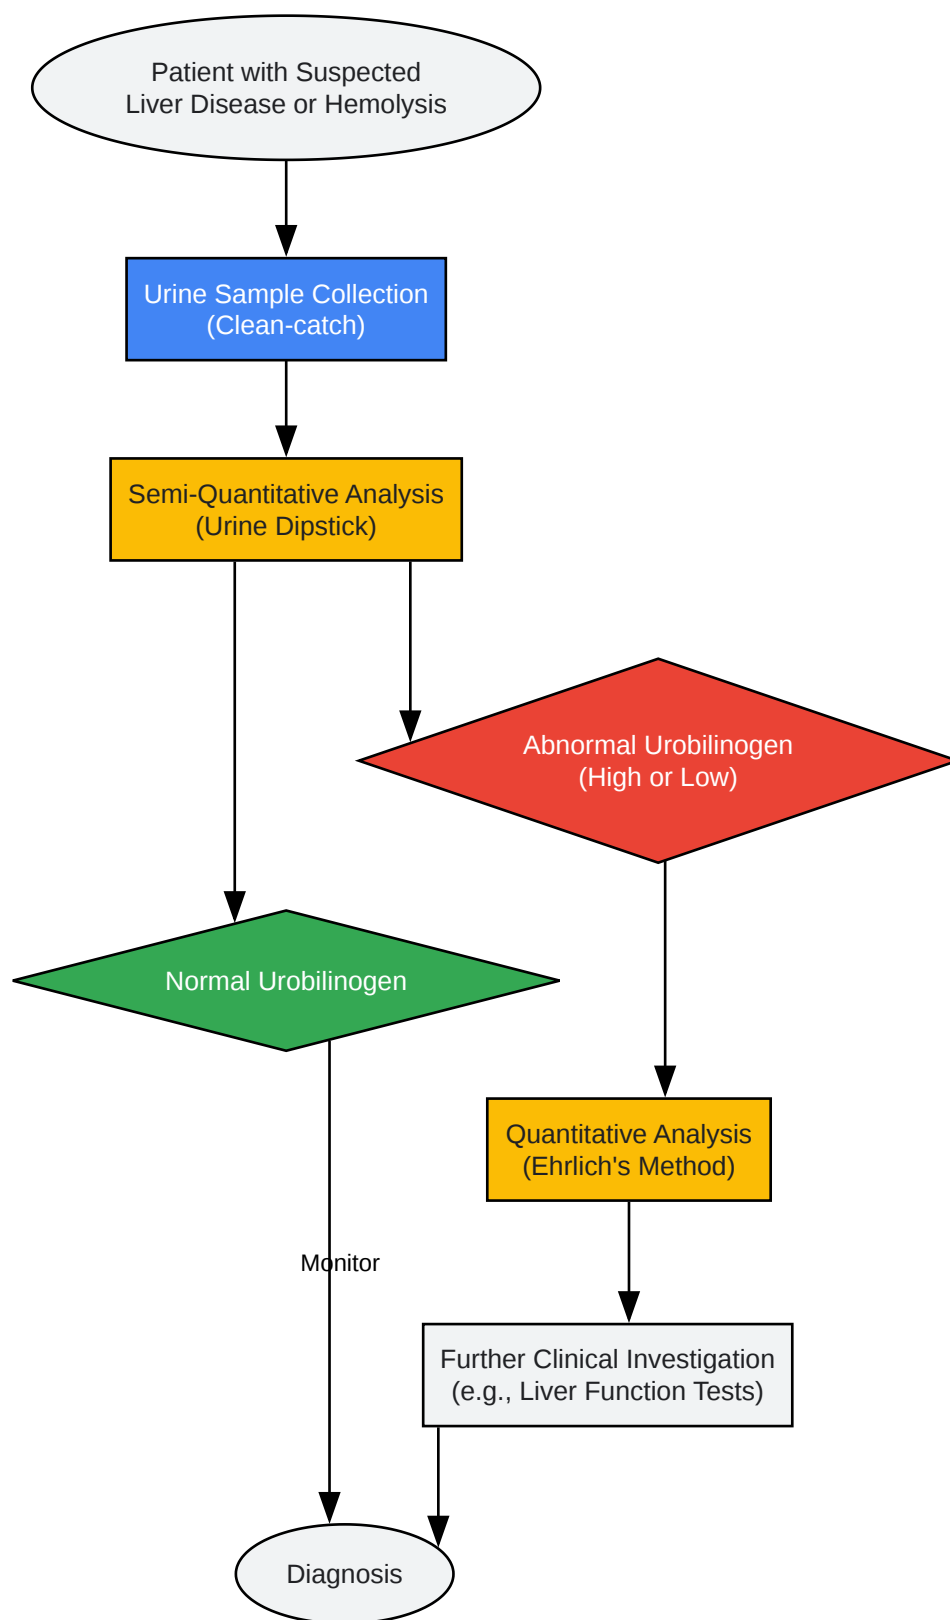 Patient with Suspected
Liver Disease or Hemolysis
Urine Sample Collection
(Clean-catch)
Semi-Quantitative Analysis
(Urine Dipstick)
Abnormal Urobilinogen
(High or Low)
Normal Urobilinogen
Quantitative Analysis
(Ehrlich's Method)
Monitor
Further Clinical Investigation
(e.g., Liver Function Tests)
Diagnosis